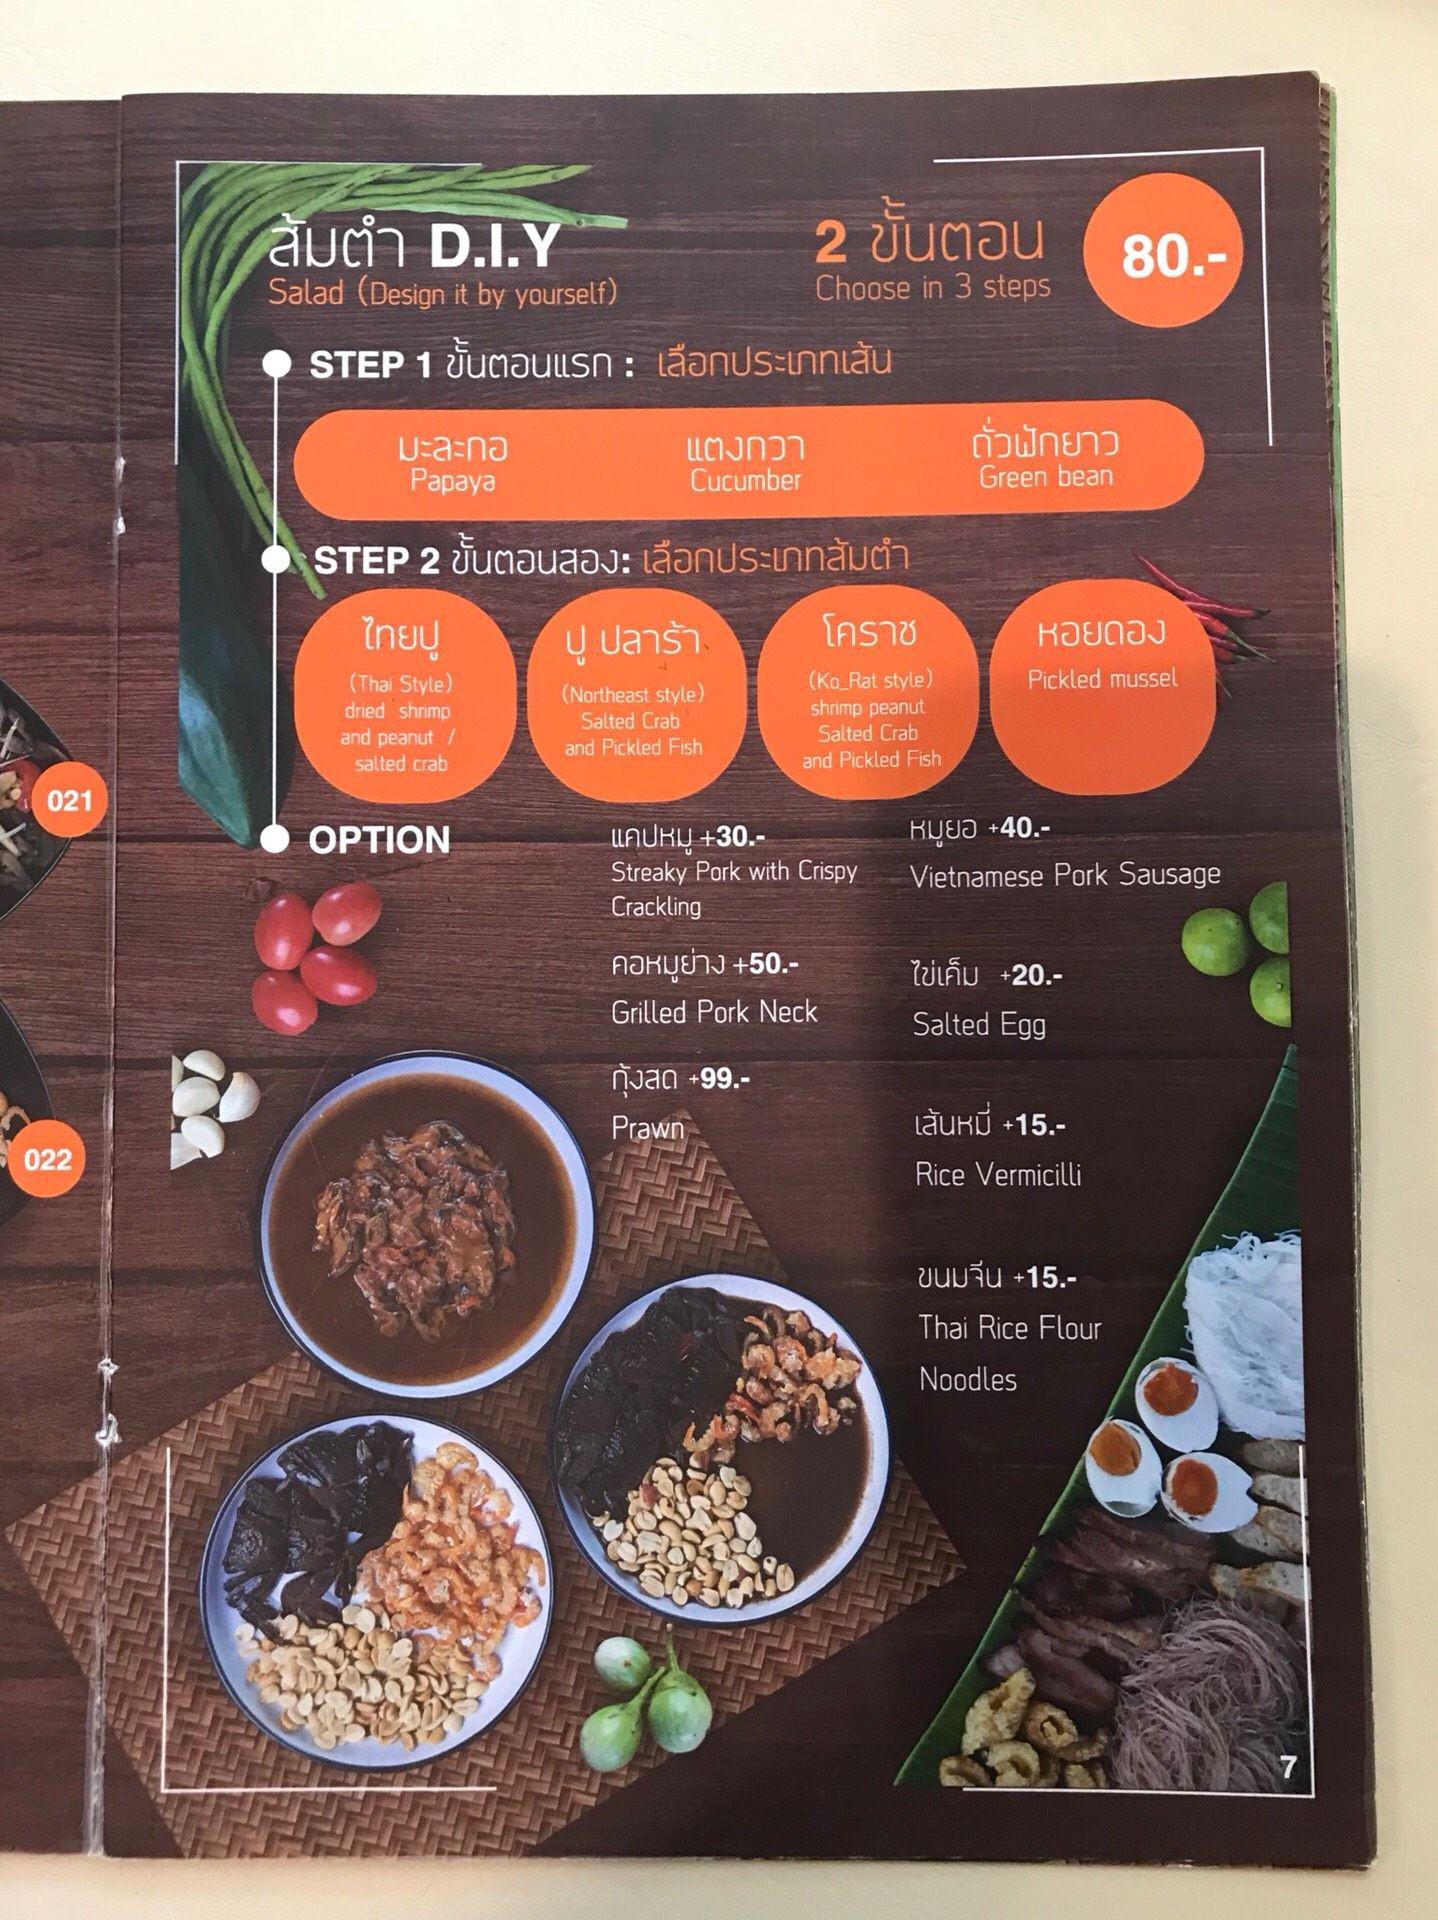 ส้มตำ D.I.Y
Salad (Design it by yourself)
2 ขั้นตอน
Choose in 3 steps
80.-
STEP 1 ขั้นตอนแรก : เลือกประเภทเส้น
มะละกอ
Papaya
แตงกวา
Cucumber
ถั่วฝักยาว
Green bean
STEP 2 ขั้นตอนสอง: เลือกประเภทส้มตำ
ไทยปู
(Thai Style)
dried shrimp
and peanut /
salted crab
ปู ปลาร้า
(Northeast style)
Salted Crab
and Pickled Fish
โคราช
(Ko_Rat style)
shrimp peanut
Salted Crab
and Pickled Fish
หอยดอง
Pickled mussel
OPTION
แคปหมู +30.-
Streaky Pork with Crispy
Crackling
คอหมูย่าง +50.-
Grilled Pork Neck
กุ้งสด +99.-
Prawn
หมูยอ +40.-
Vietnamese Pork Sausage
ไข่เค็ม +20.-
Salted Egg
เส้นหมี่ +15.-
Rice Vermicilli
ขนมจีน +15.-
Thai Rice Flour
Noodles
021
022
7